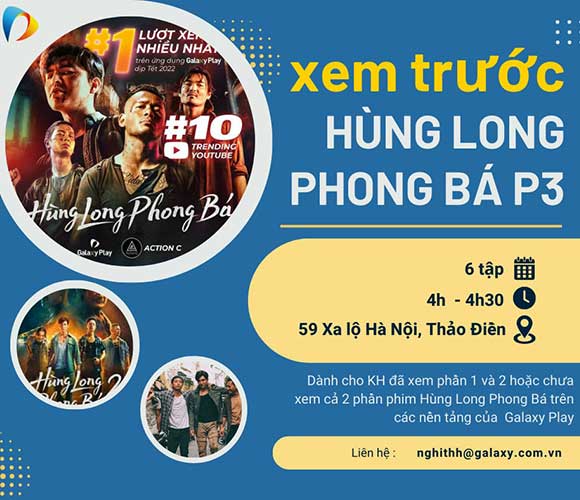 #1 LƯỢT XEM
NHIỀU NHẤT
trên ứng dụng Galaxy Play
dịp Tết 2022
#10
TRENDING
YOUTUBE
Hùng Long Phong Bá
Galaxy Play
ACTION C
Hùng Long
Phong Bá 2
xem trước
HÙNG LONG
PHONG BÁ P3
6 tập
4h - 4h30
59 Xa lộ Hà Nội, Thảo Điền
Dành cho KH đã xem phần 1 và 2 hoặc chưa
xem cả 2 phần phim Hùng Long Phong Bá trên
các nền tảng của Galaxy Play
Liên hệ : nghithh@galaxy.com.vn